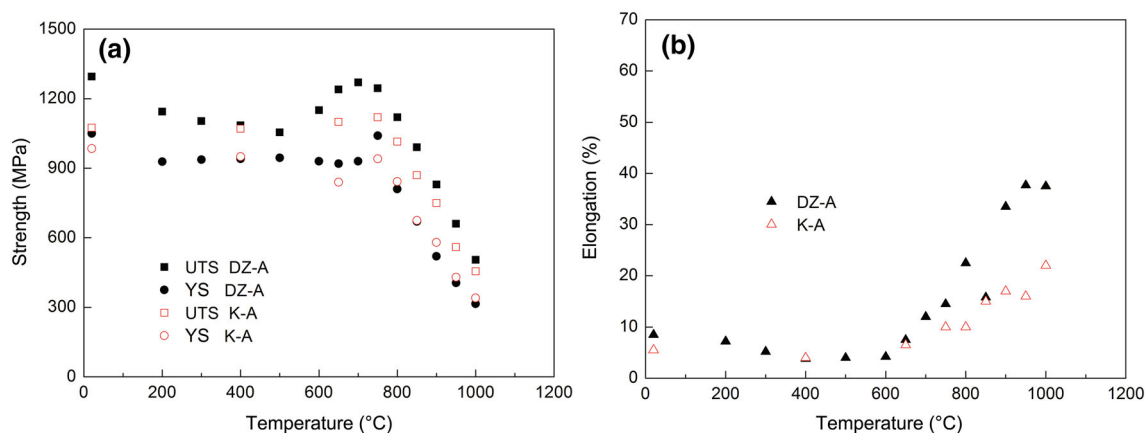 (a)
1500
1200
900
600
300
0
Strength (MPa)
UTS DZ-A
YS DZ-A
UTS K-A
YS K-A
0 200 400 600 800 1000 1200
Temperature (°C)
(b)
70
60
50
40
30
20
10
0
Elongation (%)
DZ-A
K-A
0 200 400 600 800 1000 1200
Temperature (°C)